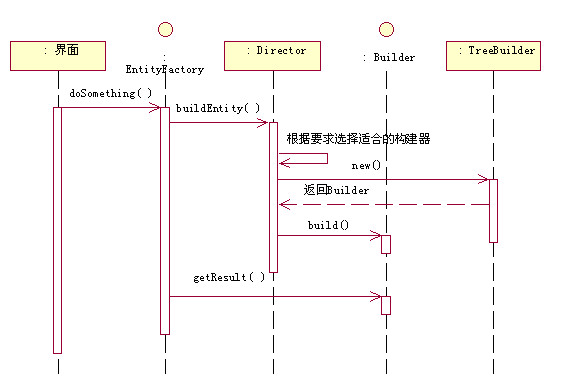 : 界面
:
EntityFactory
: Director
: Builder
: TreeBuilder
doSomething( )
buildEntity( )
根据要求选择适合的构建器
new()
返回Builder
build()
getResult( )